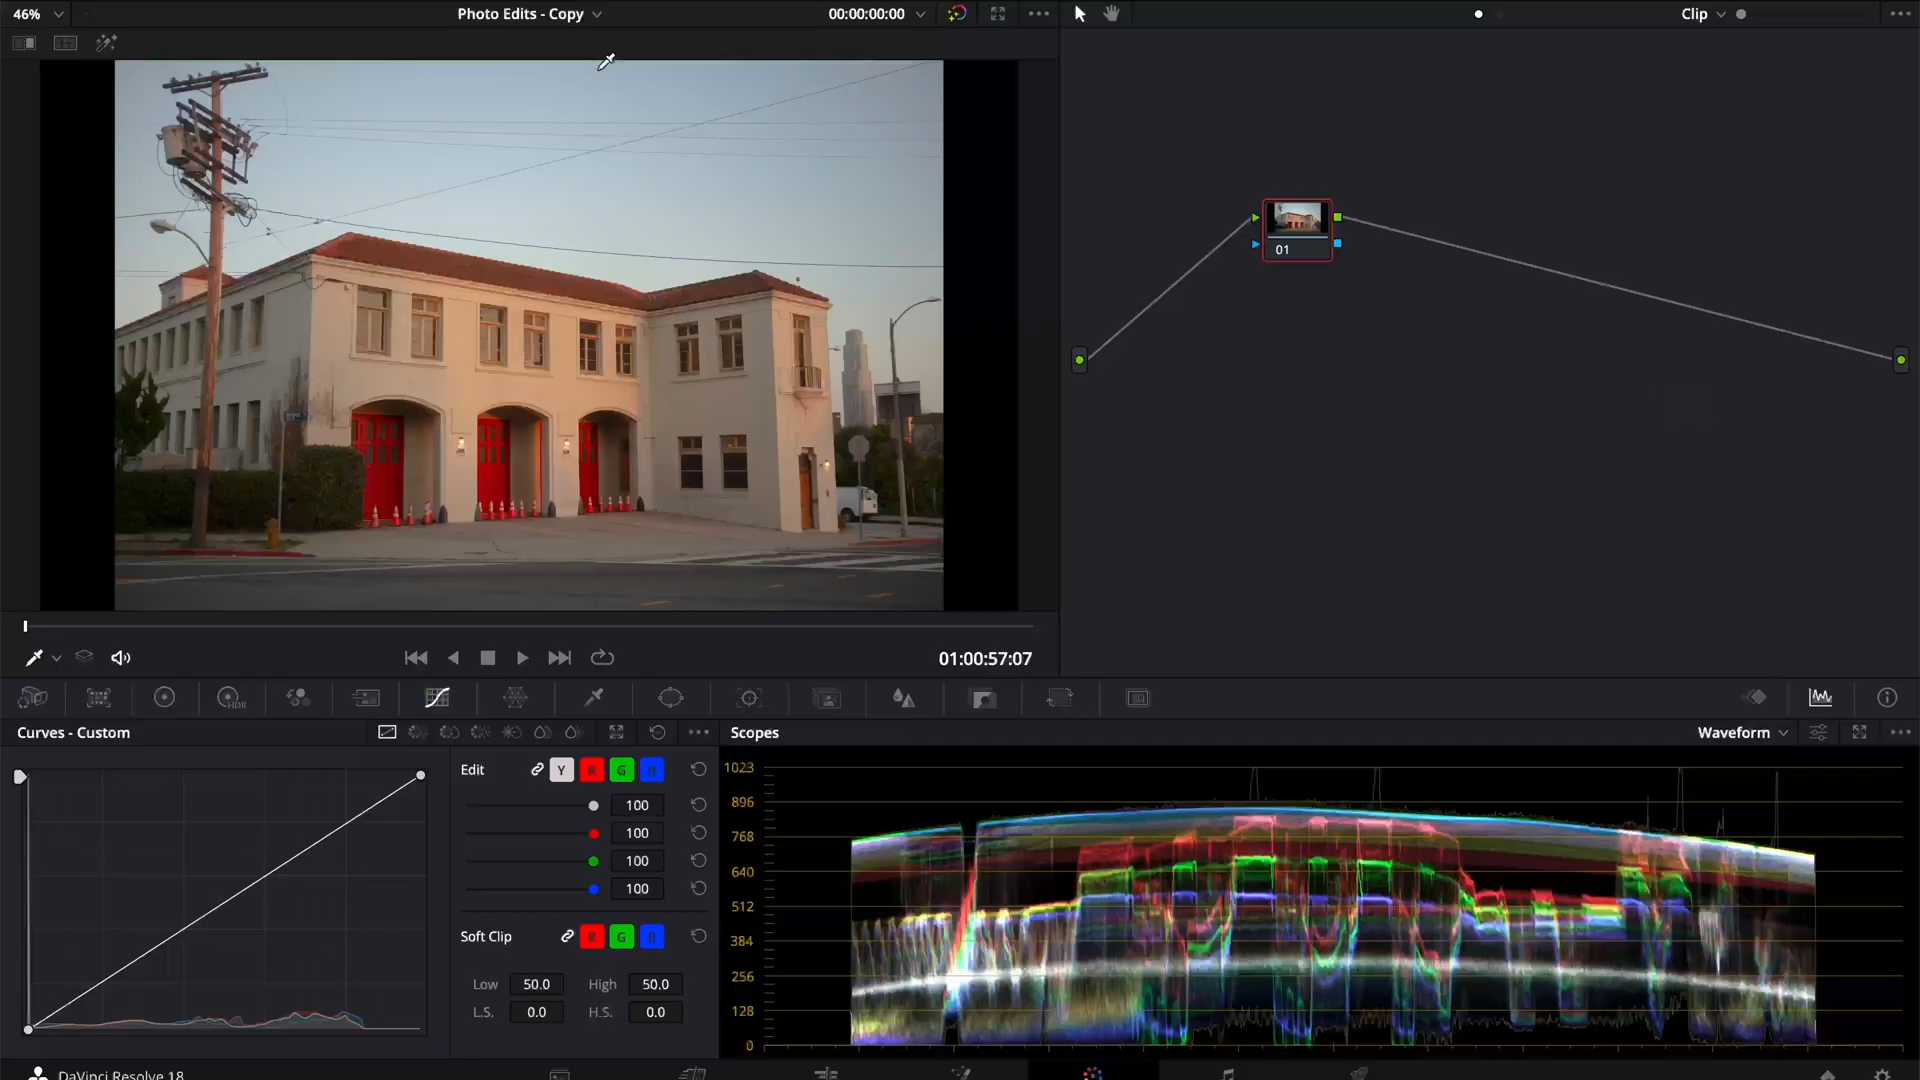 46%
Photo Edits - Copy
00:00:00:00
Clip
01
01:00:57:07
HDR
Curves - Custom
Scopes
Waveform
Edit
Y
R
G
B
100
100
100
100
Soft Clip
R
G
B
Low
50.0
High
50.0
L.S.
0.0
H.S.
0.0
1023
896
768
640
512
384
256
128
0
DaVinci Resolve 18